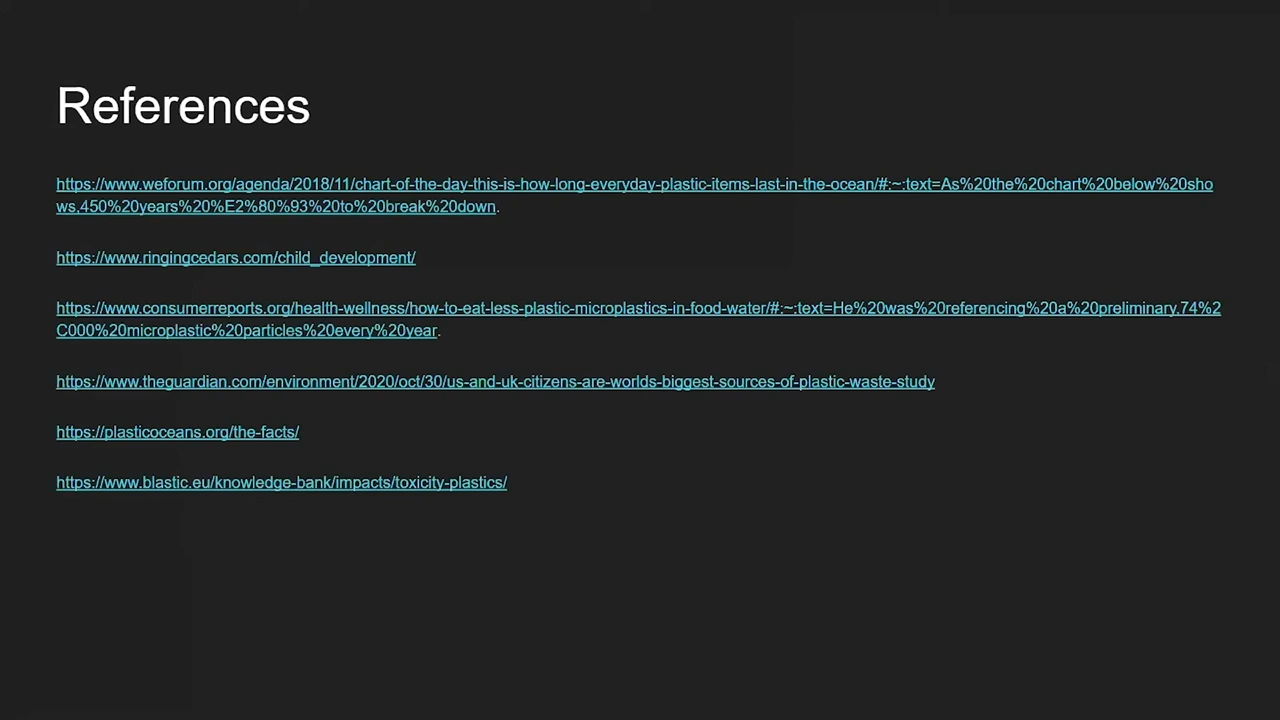 References
https://www.weforum.org/agenda/2018/11/chart-of-the-day-this-is-how-long-everyday-plastic-items-last-in-the-ocean/#:~:text=As%20the%20chart%20below%20sho
ws,450%20years%20%E2%80%93%20to%20break%20down.
https://www.ringingcedars.com/child_development/
https://www.consumerreports.org/health-wellness/how-to-eat-less-plastic-microplastics-in-food-water/#:~:text=He%20was%20referencing%20a%20preliminary,74%2
C000%20microplastic%20particles%20every%20year.
https://www.theguardian.com/environment/2020/oct/30/us-and-uk-citizens-are-worlds-biggest-sources-of-plastic-waste-study
https://plasticoceans.org/the-facts/
https://www.blastic.eu/knowledge-bank/impacts/toxicity-plastics/